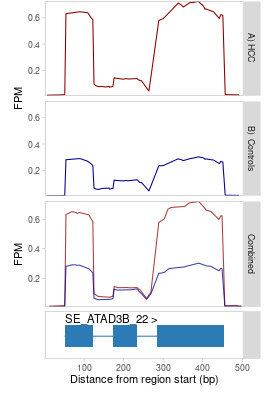 0.6
0.4
0.2
FPM
A) HCC
0.6
0.4
0.2
B) Controls
0.6
0.4
0.2
FPM
Combined
SE_ATAD3B_22 >
100 200 300 400 500
Distance from region start (bp)